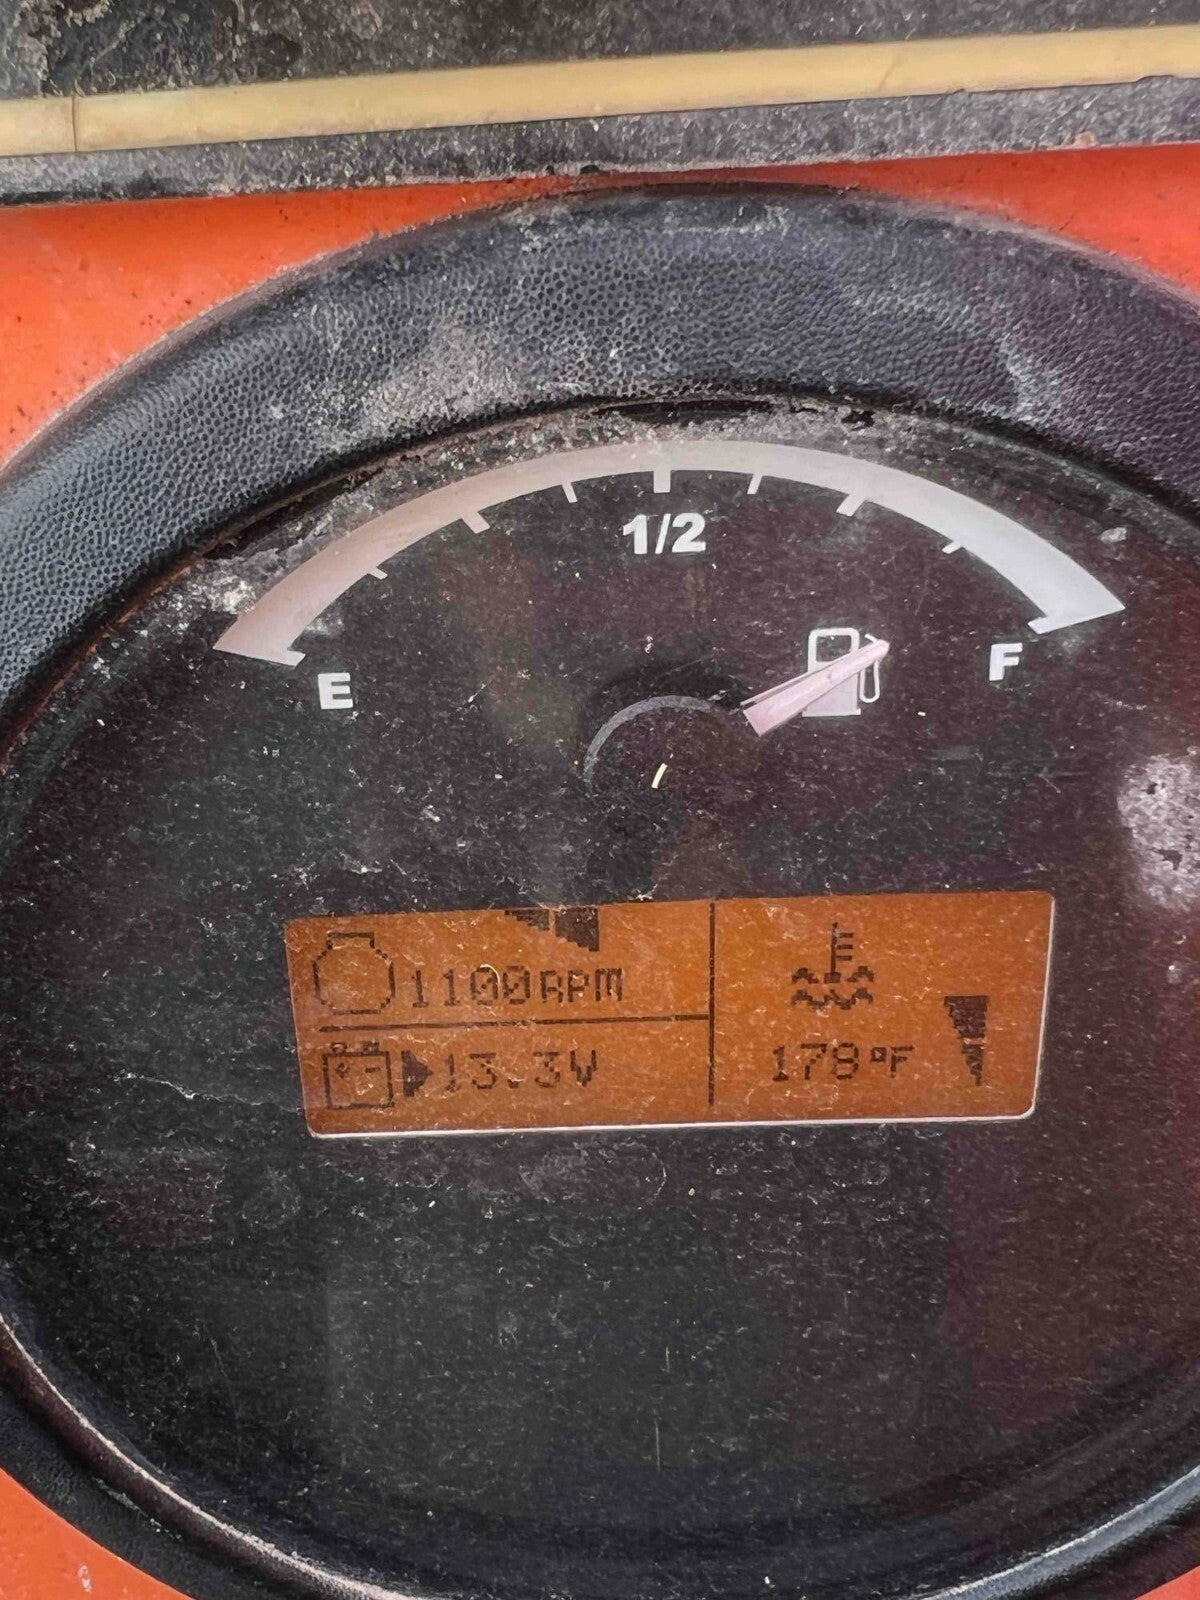 1/2
E
F
1100RPM
13.3V
178°F